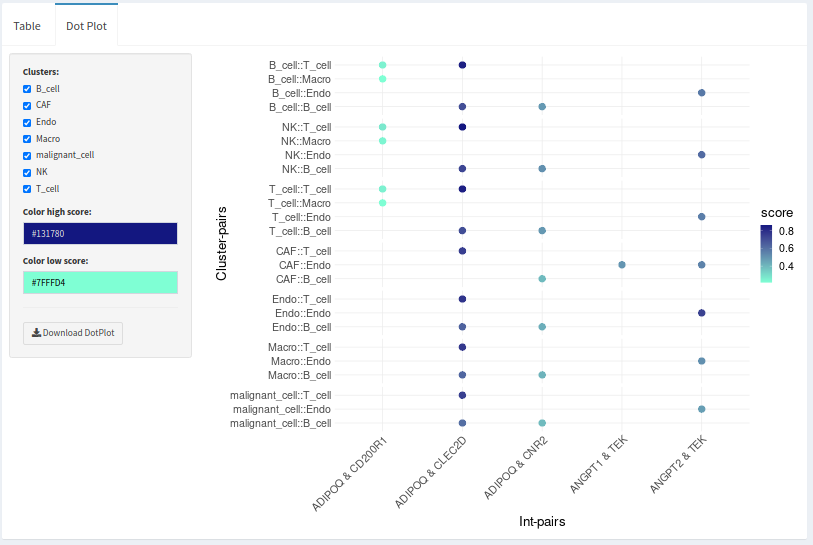 Table
Dot Plot
Clusters:
B_cell
CAF
Endo
Macro
malignant_cell
NK
T_cell
Color high score:
#131780
Color low score:
#7FFFD4
Download DotPlot
Cluster-pairs
B_cell::T_cell
B_cell::Macro
B_cell::Endo
B_cell::B_cell
NK::T_cell
NK::Macro
NK::Endo
NK::B_cell
T_cell::T_cell
T_cell::Macro
T_cell::Endo
T_cell::B_cell
CAF::T_cell
CAF::Endo
CAF::B_cell
Endo::T_cell
Endo::Endo
Endo::B_cell
Macro::T_cell
Macro::Endo
Macro::B_cell
malignant_cell::T_cell
malignant_cell::Endo
malignant_cell::B_cell
ADIPOQ & CD200R1
ADIPOQ & CLEC2D
ADIPOQ & CNR2
ANGPT1 & TEK
ANGPT2 & TEK
Int-pairs
score
0.8
0.6
0.4